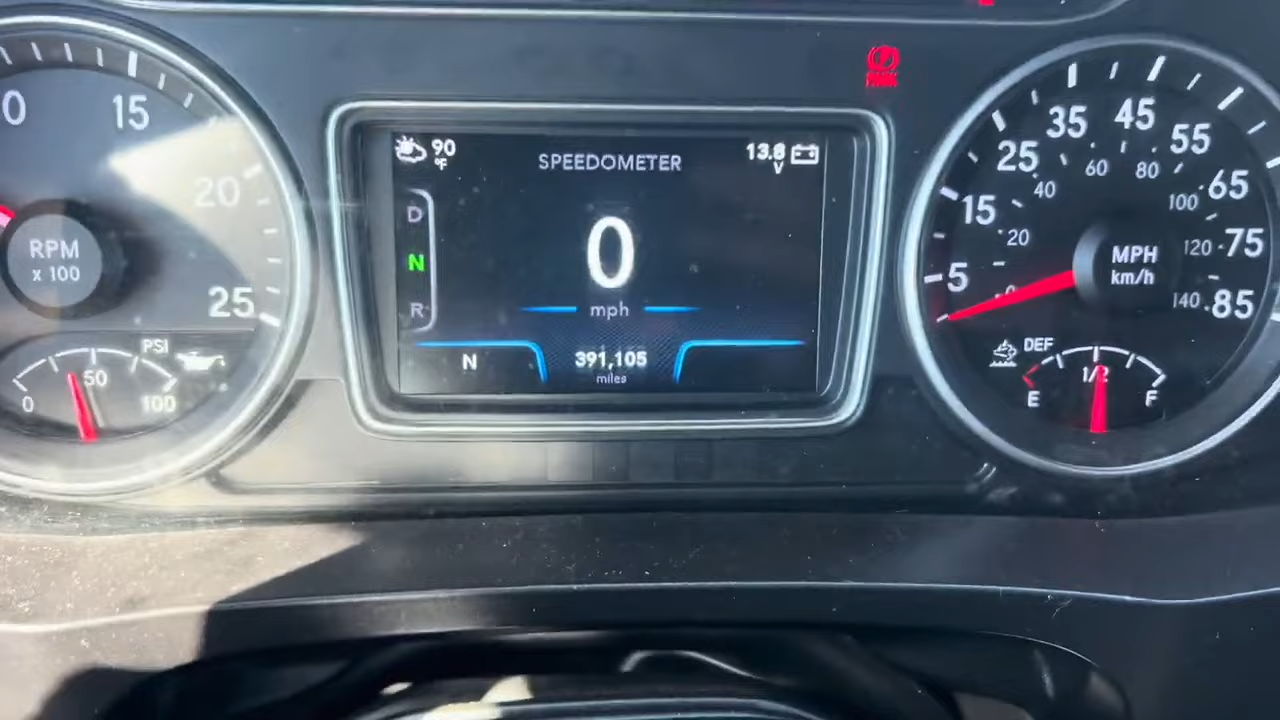 0
15
20
25
RPM
x 100
PSI
0
50
100
90
°F
SPEEDOMETER
13.8
V
D
N
R
0
mph
N
391,105
miles
5
15
25
35
45
55
65
75
85
20
40
60
80
100
120
140
MPH
km/h
DEF
E
1/2
F